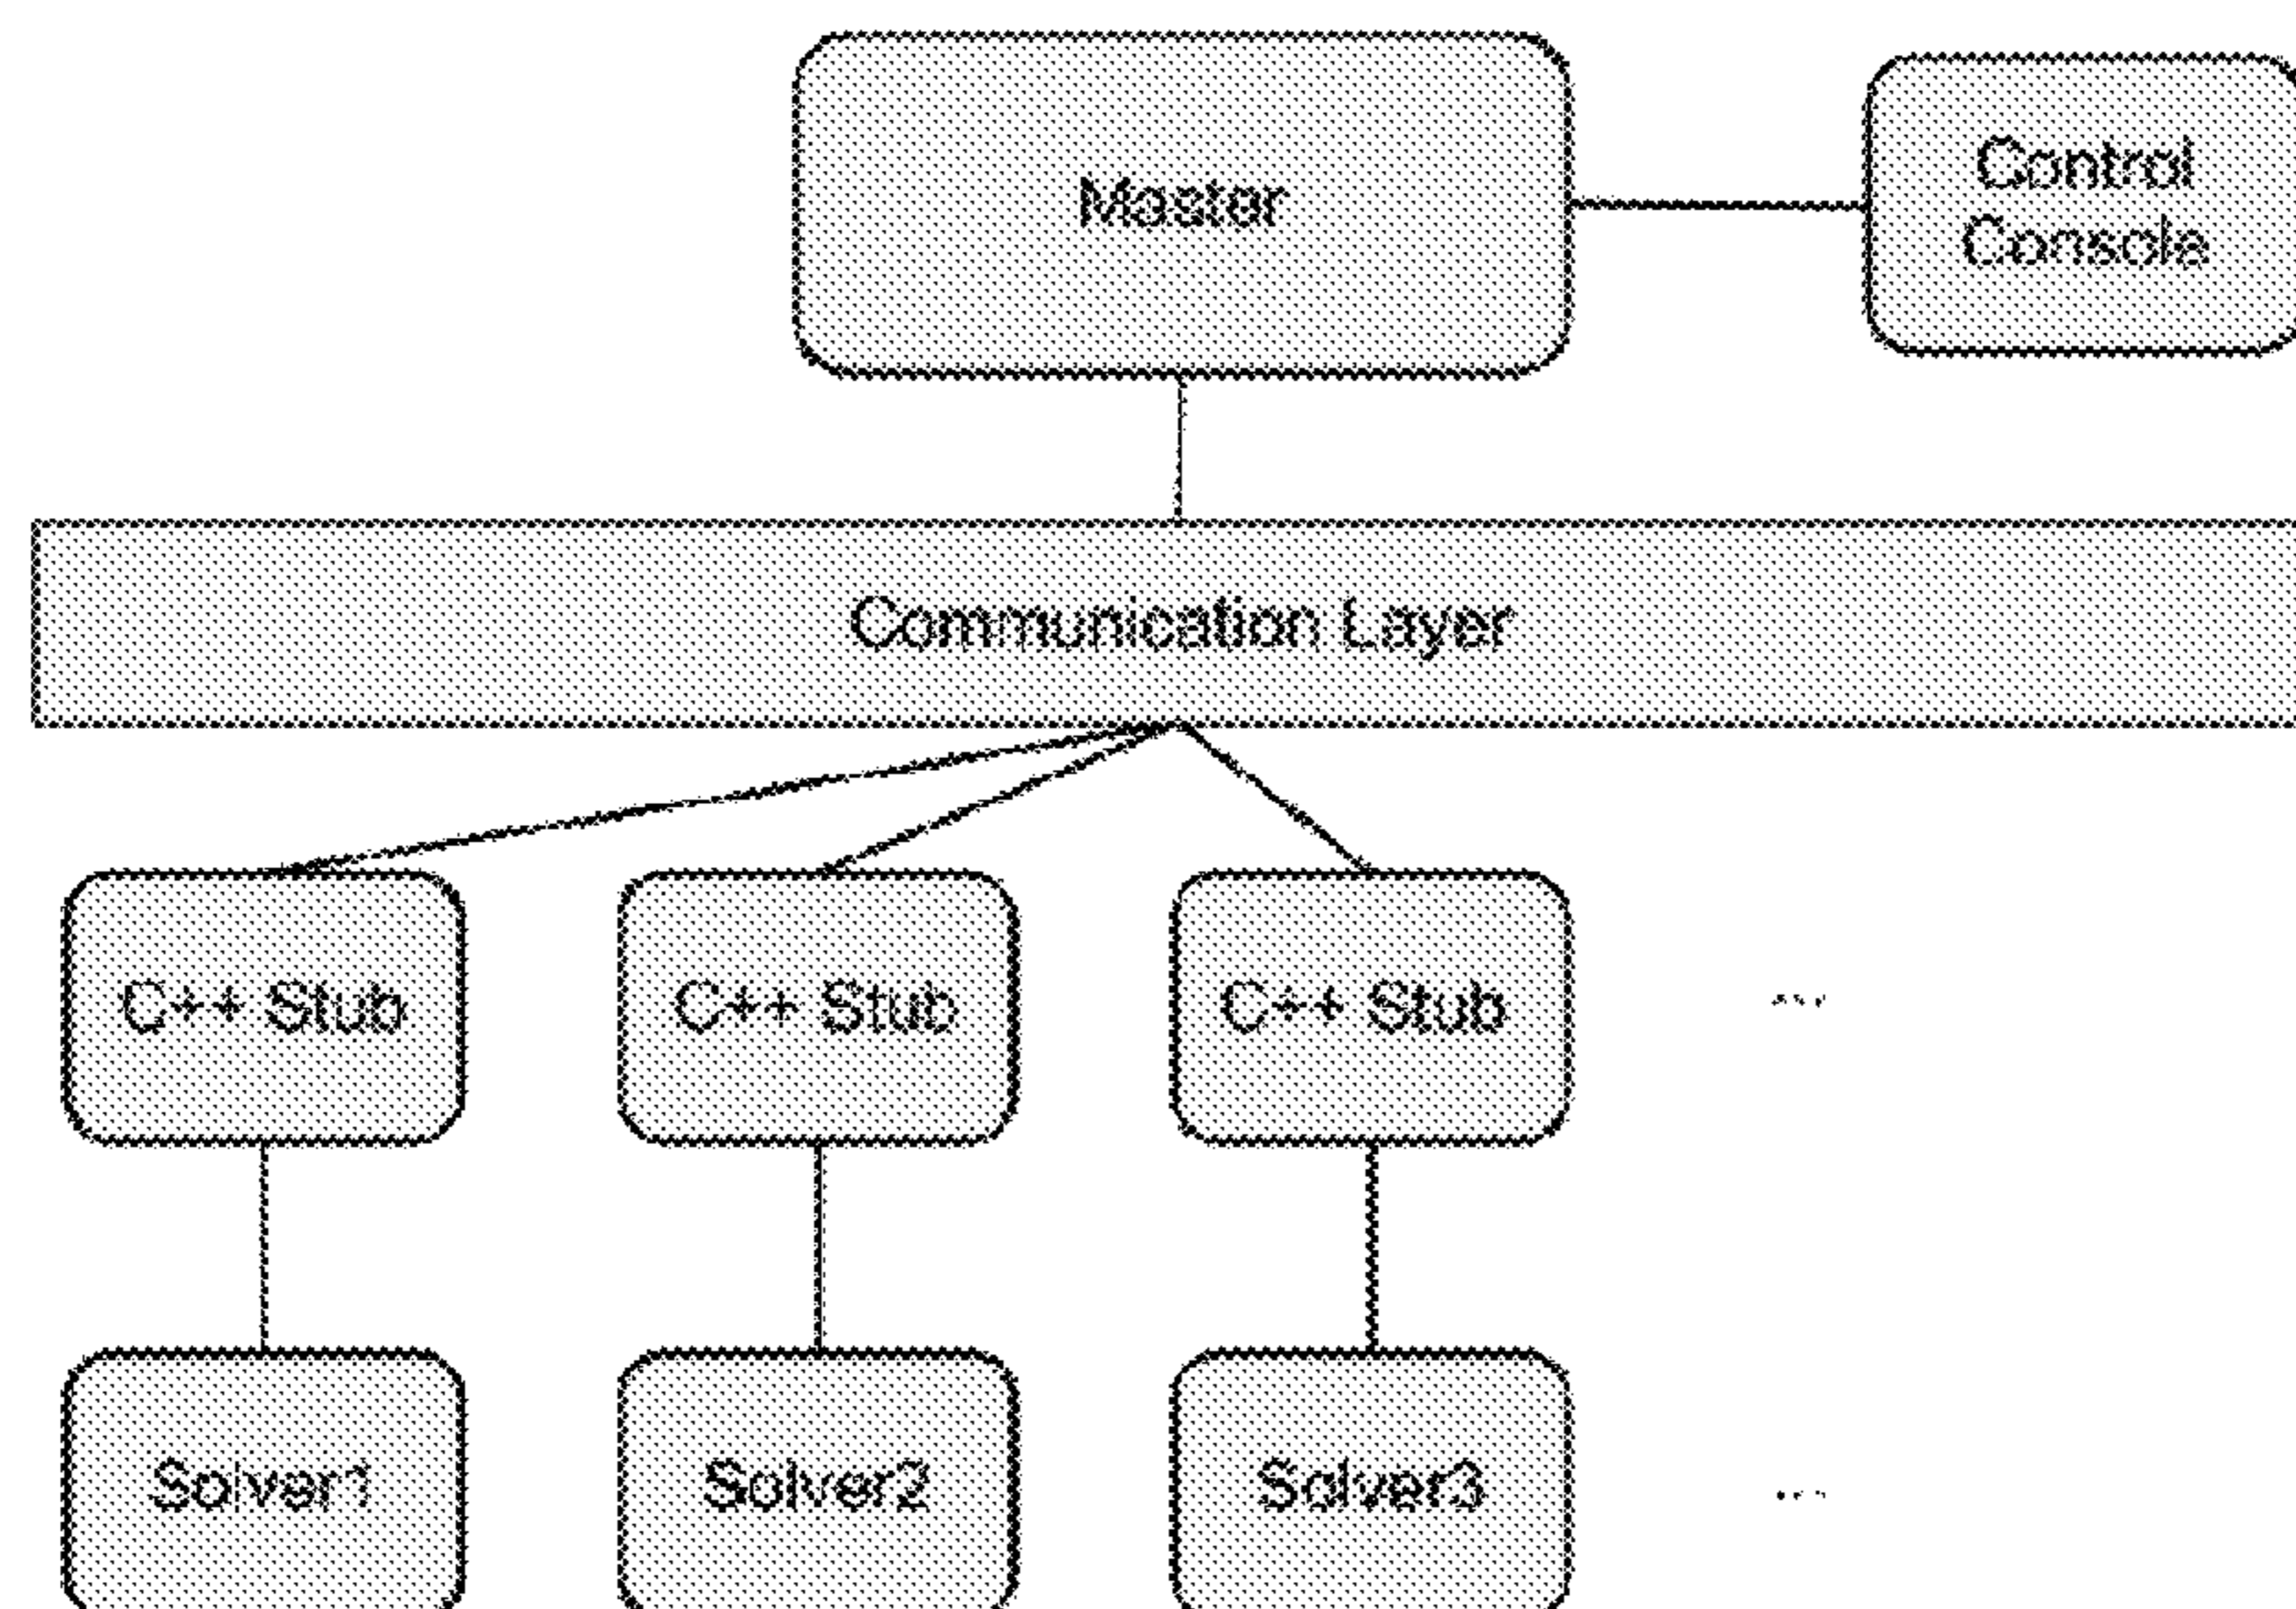 Master
Control
Console
Communication Layer
C++ Stub
C++ Stub
C++ Stub
...
Solver1
Solver2
Solver3
...